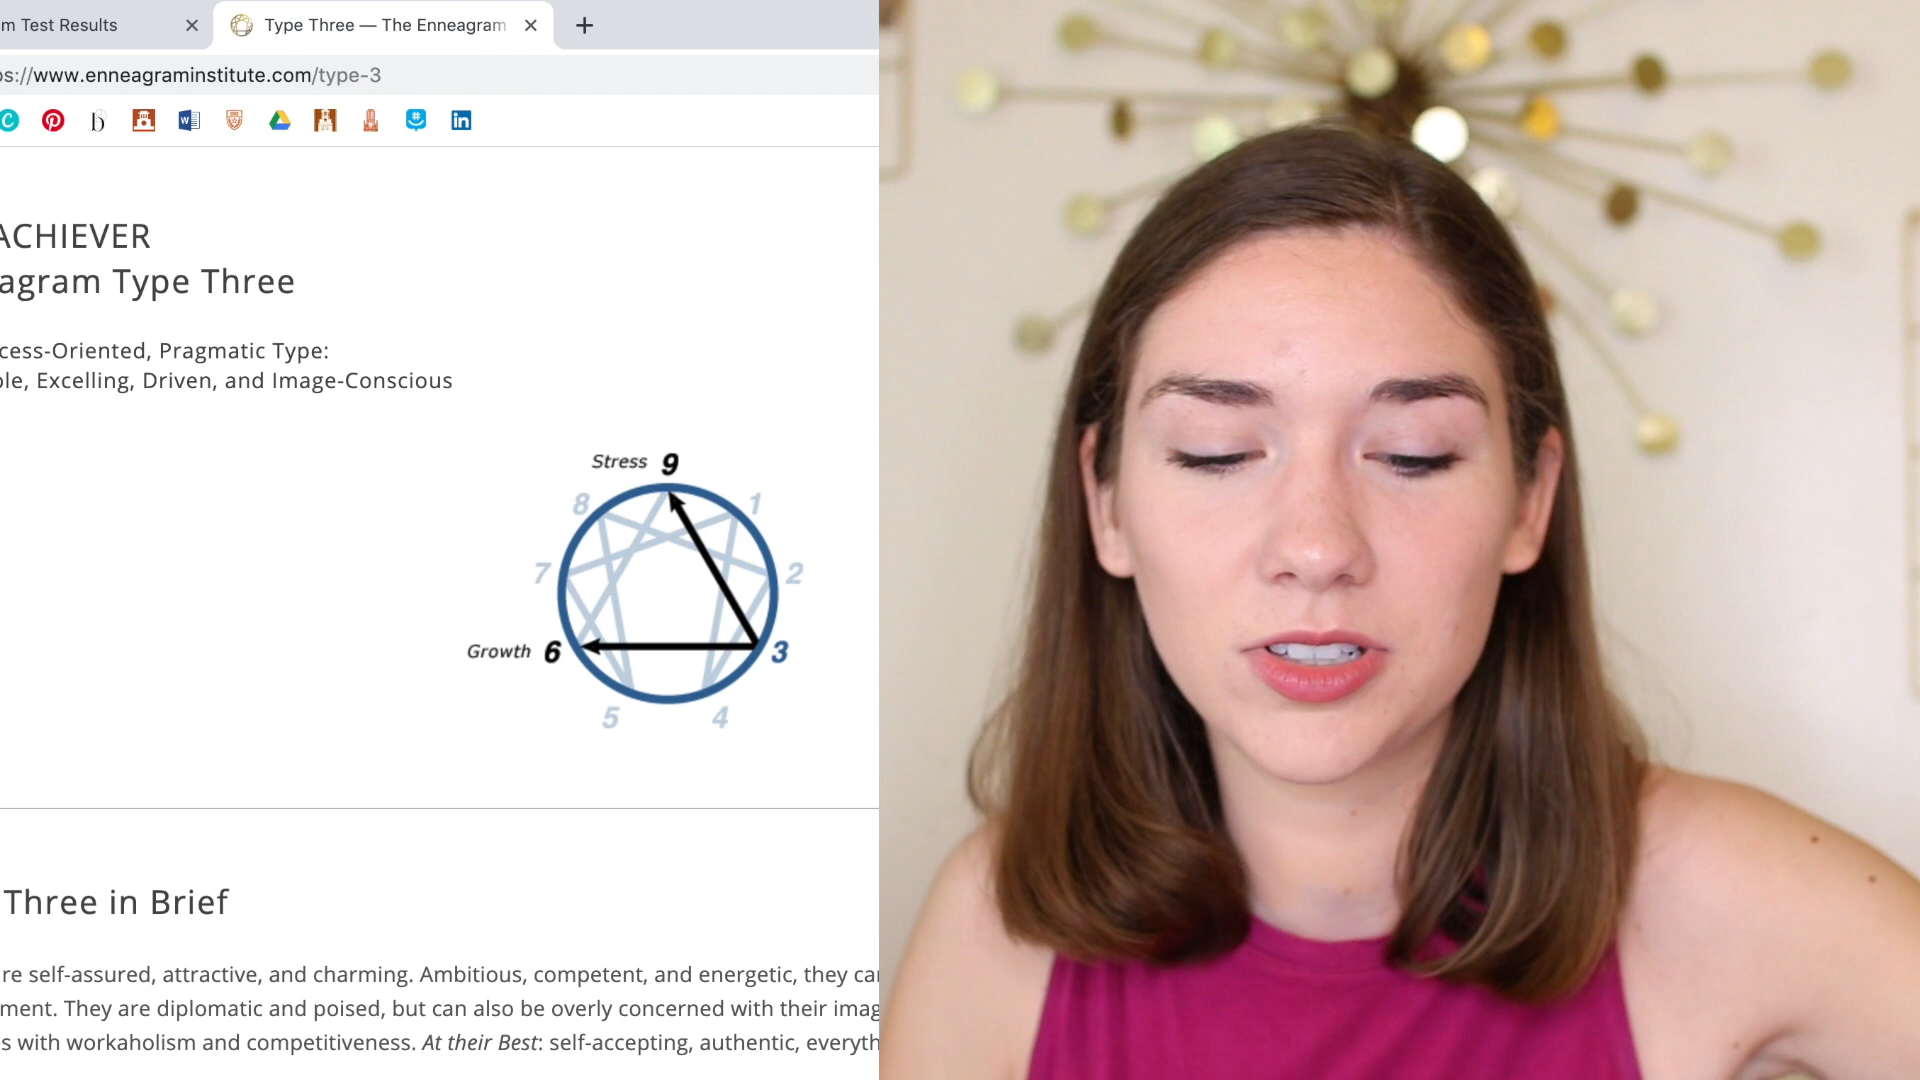 m Test Results
Type Three — The Enneagram
ps://www.enneagraminstitute.com/type-3
ACHIEVER
agram Type Three
cess-Oriented, Pragmatic Type:
ble, Excelling, Driven, and Image-Conscious
Stress 9
8 1
7 2
Growth 6 3
5 4
Three in Brief
re self-assured, attractive, and charming. Ambitious, competent, and energetic, they can
ment. They are diplomatic and poised, but can also be overly concerned with their imag
s with workaholism and competitiveness. At their Best: self-accepting, authentic, everyth